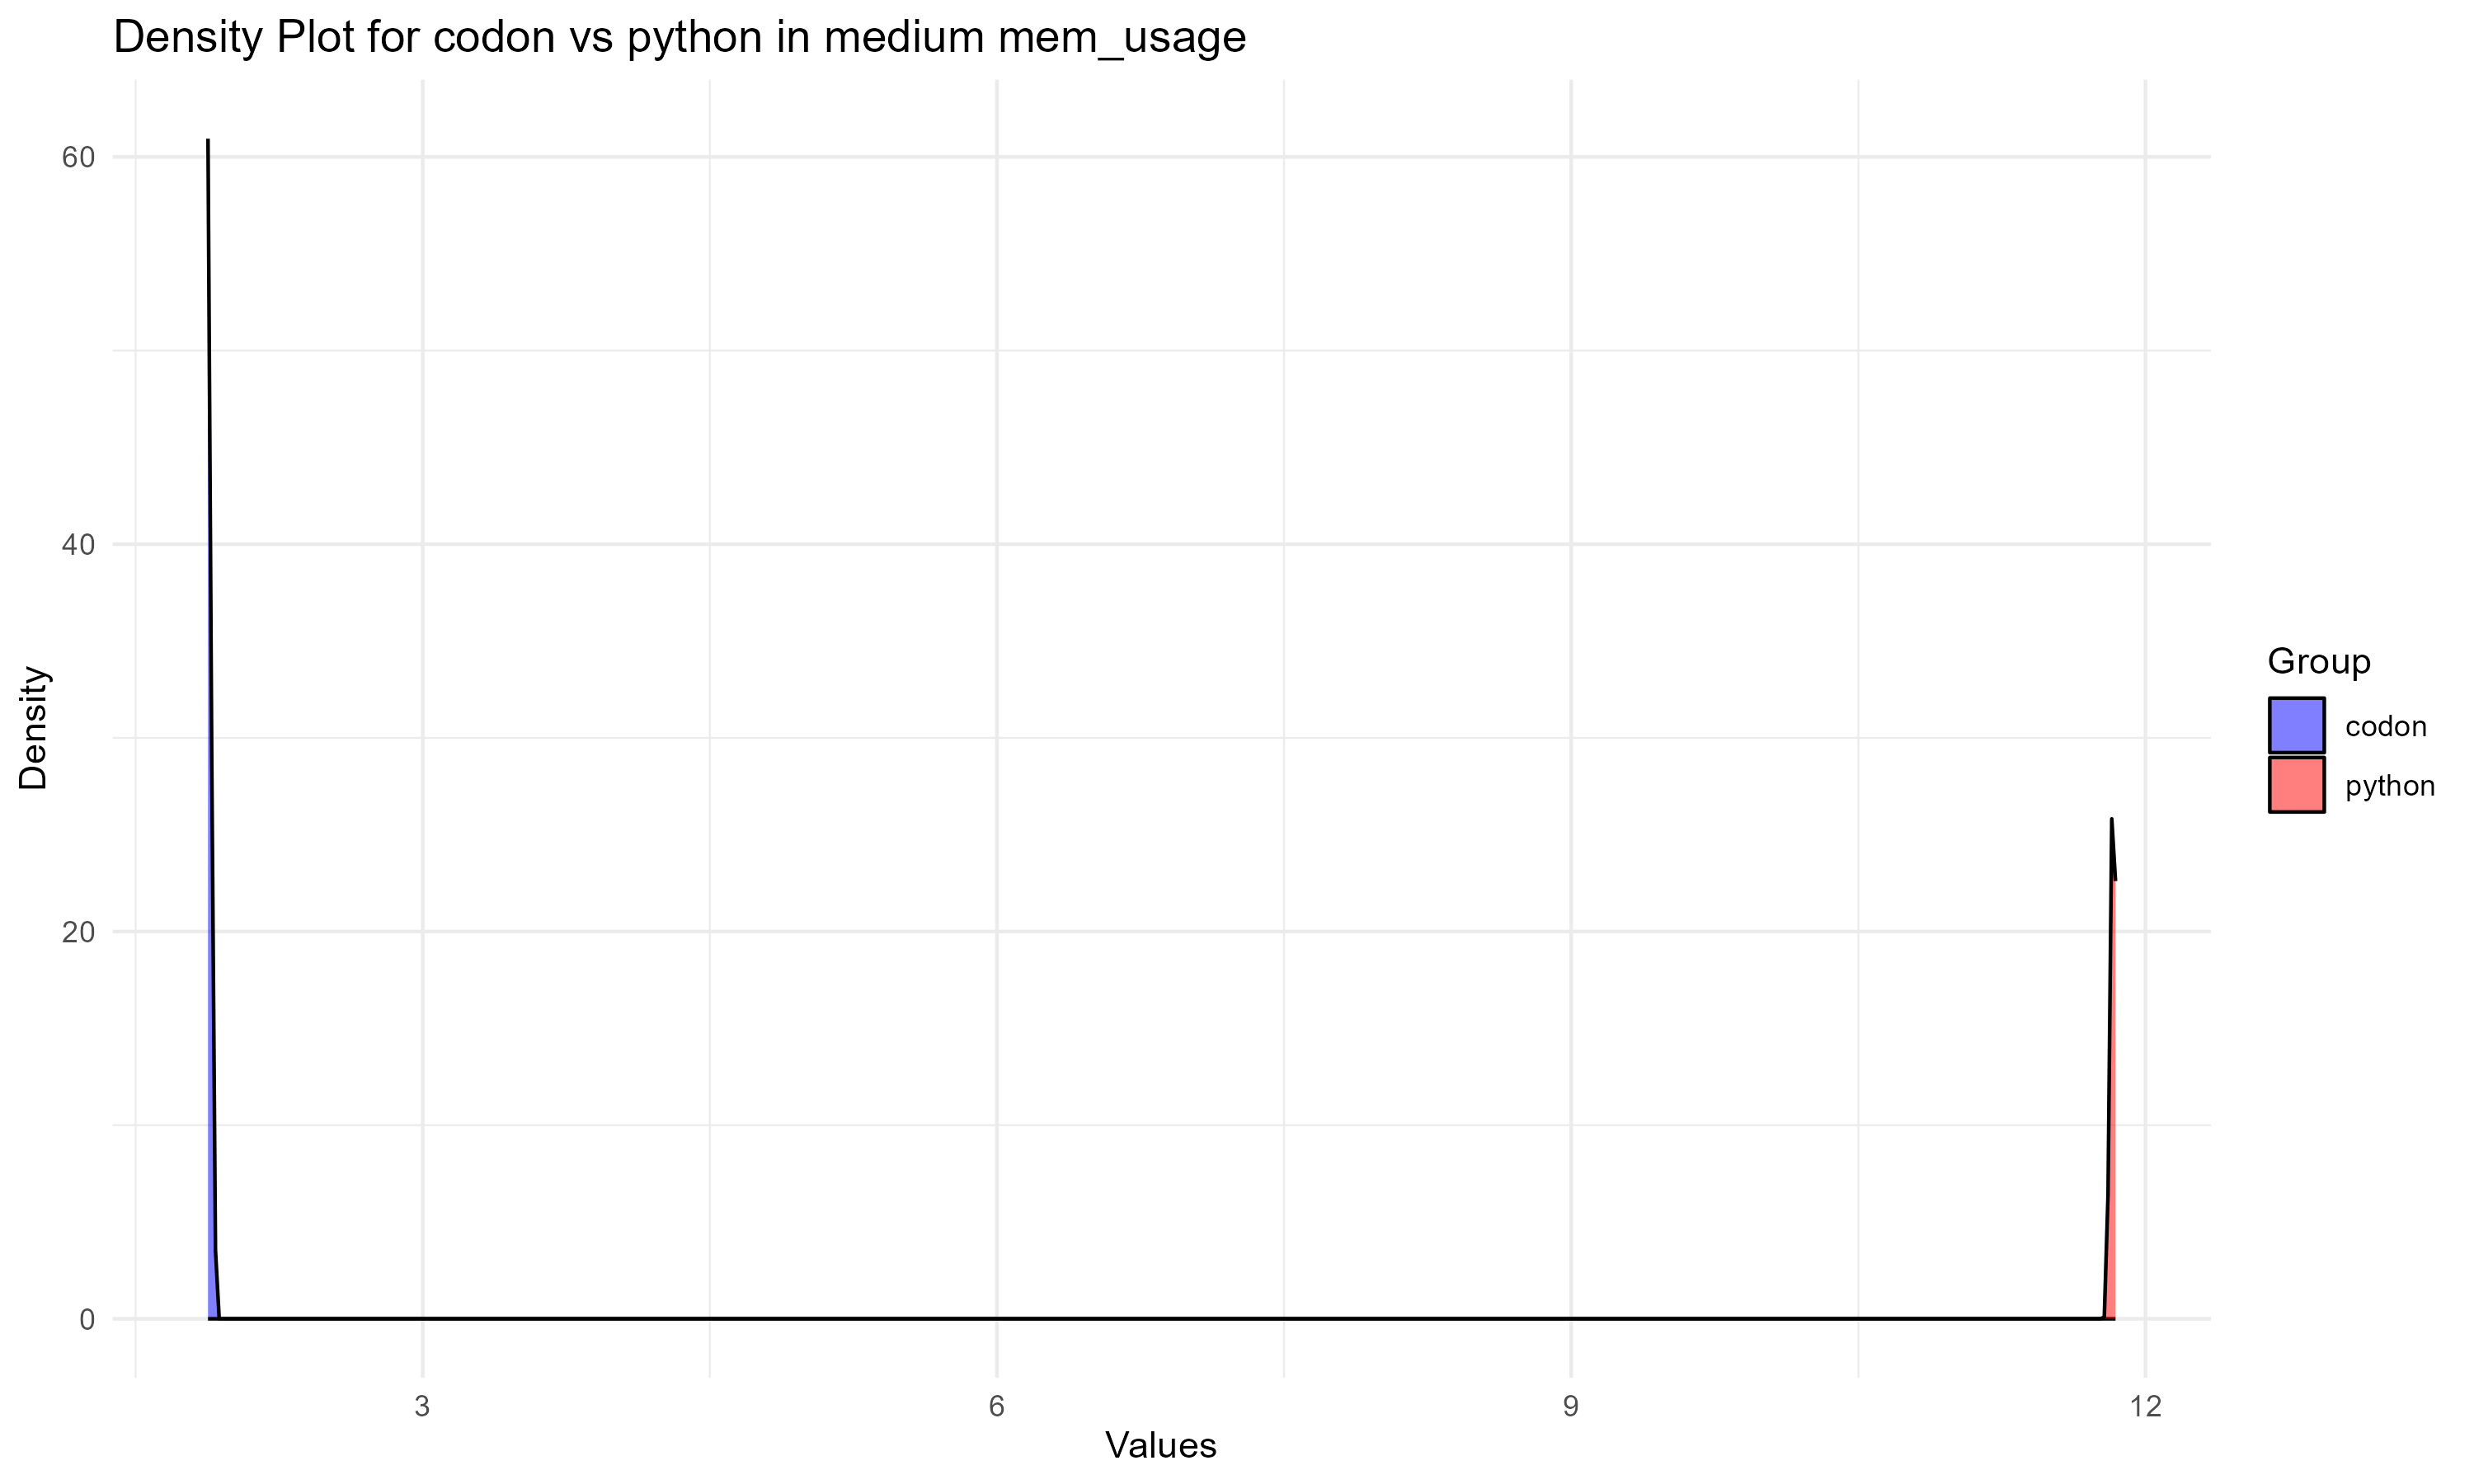 Density Plot for codon vs python in medium mem_usage
60
40
20
0
Density
3
6
9
12
Values
Group
codon
python